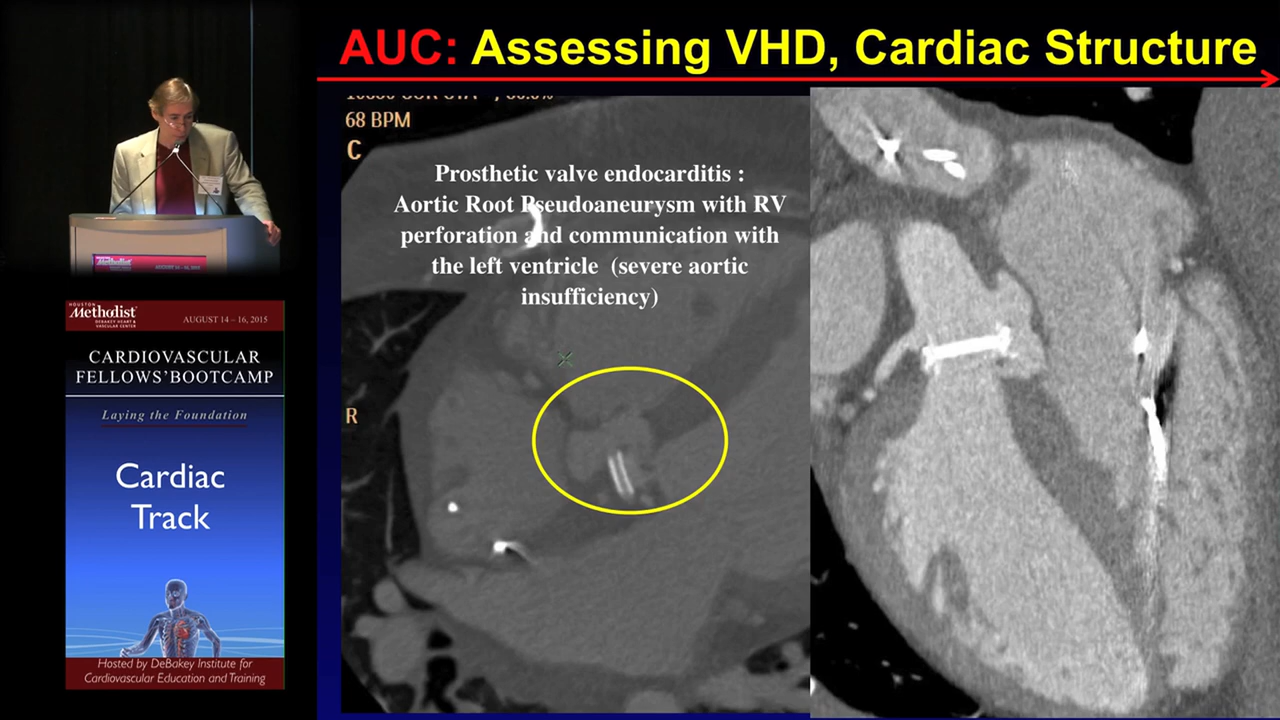 AUC: Assessing VHD, Cardiac Structure
68 BPM
C
Prosthetic valve endocarditis :
Aortic Root Pseudoaneurysm with RV
perforation and communication with
the left ventricle (severe aortic
insufficiency)
R
HOUSTON
Methodist
DEBAKEY HEART &
VASCULAR CENTER
AUGUST 14 – 16, 2015
CARDIOVASCULAR
FELLOWS'BOOTCAMP
Laying the Foundation
Cardiac
Track
Hosted by DeBakey Institute for
Cardiovascular Education and Training
Methodist